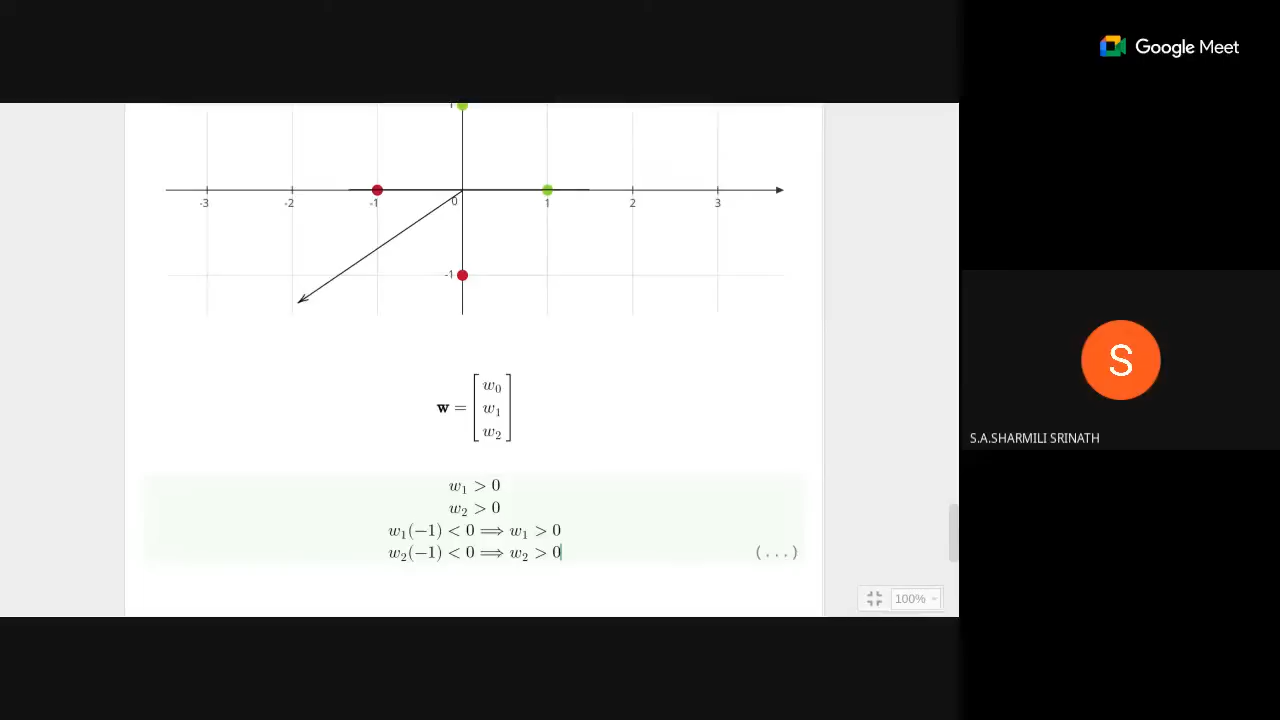 Google Meet
1
-3 -2 -1 0 1 2 3
-1
w = [w₀
w₁
w₂]
w₁ > 0
w₂ > 0
w₁(−1) < 0 ⟹ w₁ > 0
w₂(−1) < 0 ⟹ w₂ > 0
(...)
100%
S
S.A.SHARMILI SRINATH